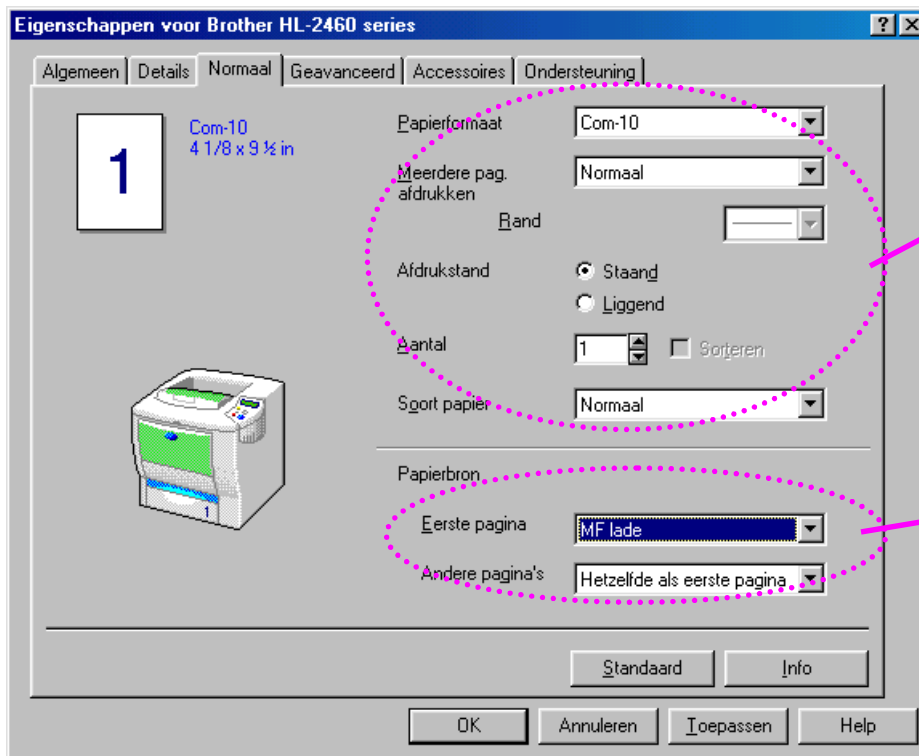 Eigenschappen voor Brother HL-2460 series
Algemeen Details Normaal Geavanceerd Accessoires Ondersteuning
1
Com-10
4 1/8 x 9 ½ in
Papierformaat Com-10
Meerdere pag.
afdrukken
Normaal
Rand
Afdrukstand Staand
Liggend
Aantal 1 Sorteren
Soort papier Normaal
Papierbron
1
Eerste pagina MF lade
Andere pagina's Hetzelfde als eerste pagina
Standaard Info
OK Annuleren Toepassen Help